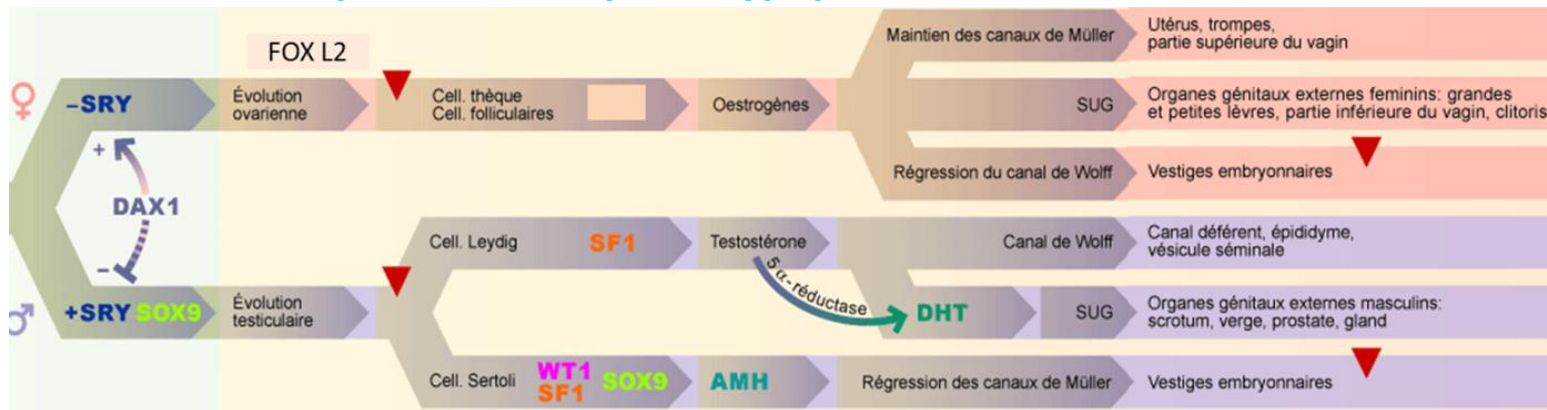 FOX L2
Maintien des canaux de Müller
Utérus, trompes,
partie supérieure du vagin
–SRY
Évolution
ovarienne
Cell. thèque
Cell. folliculaires
Oestrogènes
SUG
Organes génitaux externes feminins: grandes
et petites lèvres, partie inférieure du vagin, clitoris
+
Régression du canal de Wolff
Vestiges embryonnaires
DAX1
–
Cell. Leydig
SF1
Testostérone
Canal de Wolff
Canal déférent, épididyme,
vésicule séminale
5 α-réductase
+SRY SOX9
Évolution
testiculaire
DHT
SUG
Organes génitaux externes masculins:
scrotum, verge, prostate, gland
Cell. Sertoli
WT1
SF1
SOX9
AMH
Régression des canaux de Müller
Vestiges embryonnaires